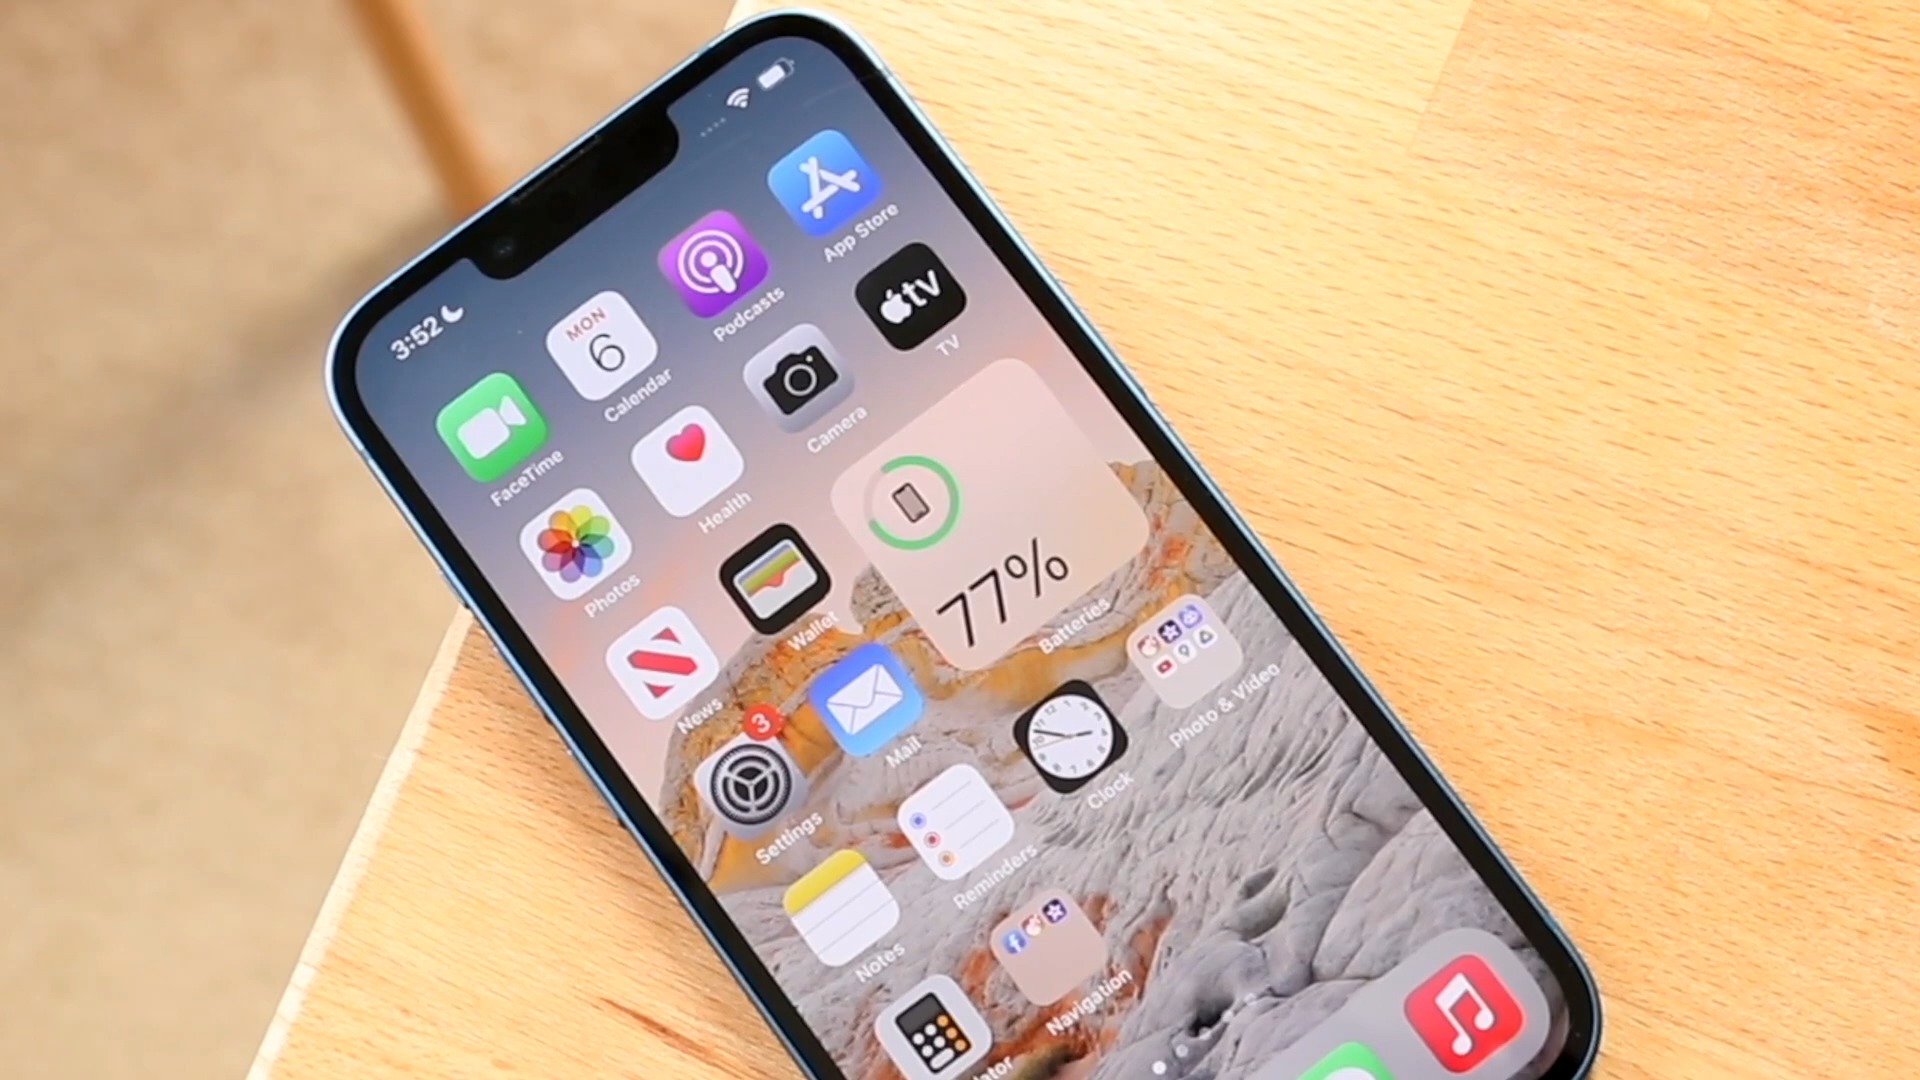 3:52
FaceTime
MON
6
Calendar
Podcasts
App Store
Photos
Health
Camera
tv
TV
News
Wallet
77%
Batteries
3
Settings
Mail
Clock
Photo & Video
Notes
Reminders
Navigation